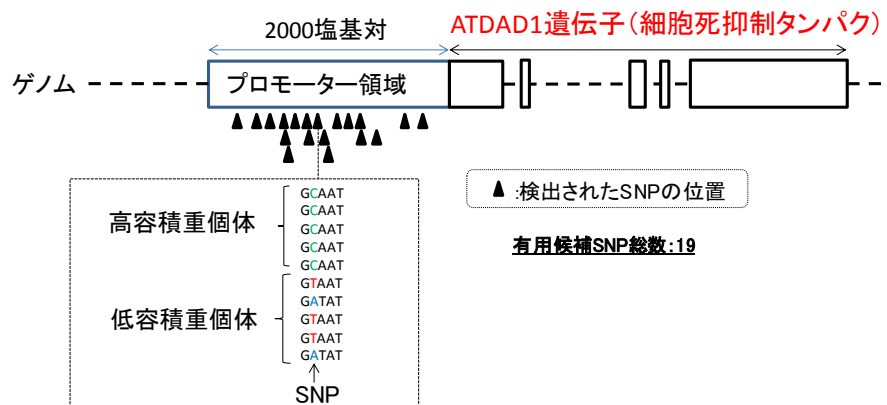 2000塩基対
ATDAD1遺伝子(細胞死抑制タンパク)
ゲノム
プロモーター領域
▲:検出されたSNPの位置
有用候補SNP総数:19
高容積重個体
GCAAT
GCAAT
GCAAT
GCAAT
GCAAT
低容積重個体
GTAAT
GATAT
GTAAT
GTAAT
GATAT
SNP